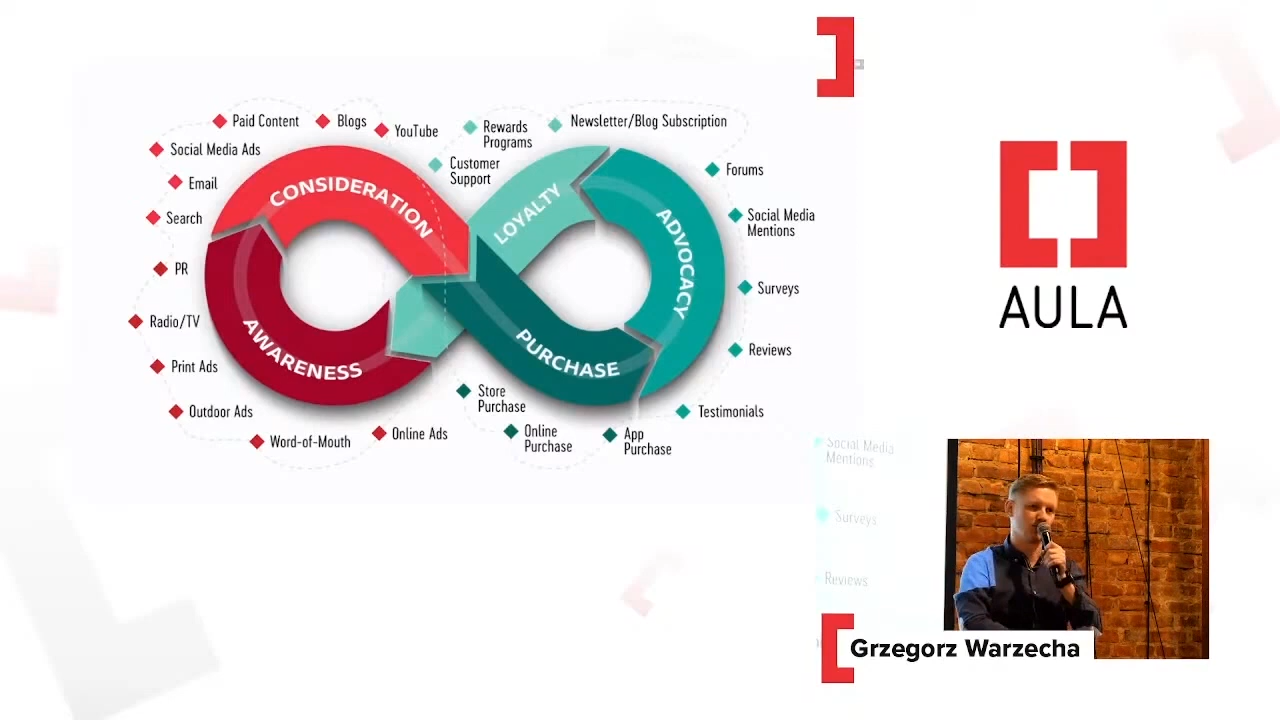 Paid Content
Blogs
YouTube
Rewards
Programs
Newsletter/Blog Subscription
Social Media Ads
Customer
Support
Email
Forums
Search
CONSIDERATION
LOYALTY
ADVOCACY
Social Media
Mentions
PR
Surveys
Radio/TV
AWARENESS
PURCHASE
Reviews
Print Ads
Store
Purchase
Outdoor Ads
Testimonials
Word-of-Mouth
Online Ads
Online
Purchase
App
Purchase
AULA
Social Media
Mentions
Surveys
Reviews
Grzegorz Warzecha